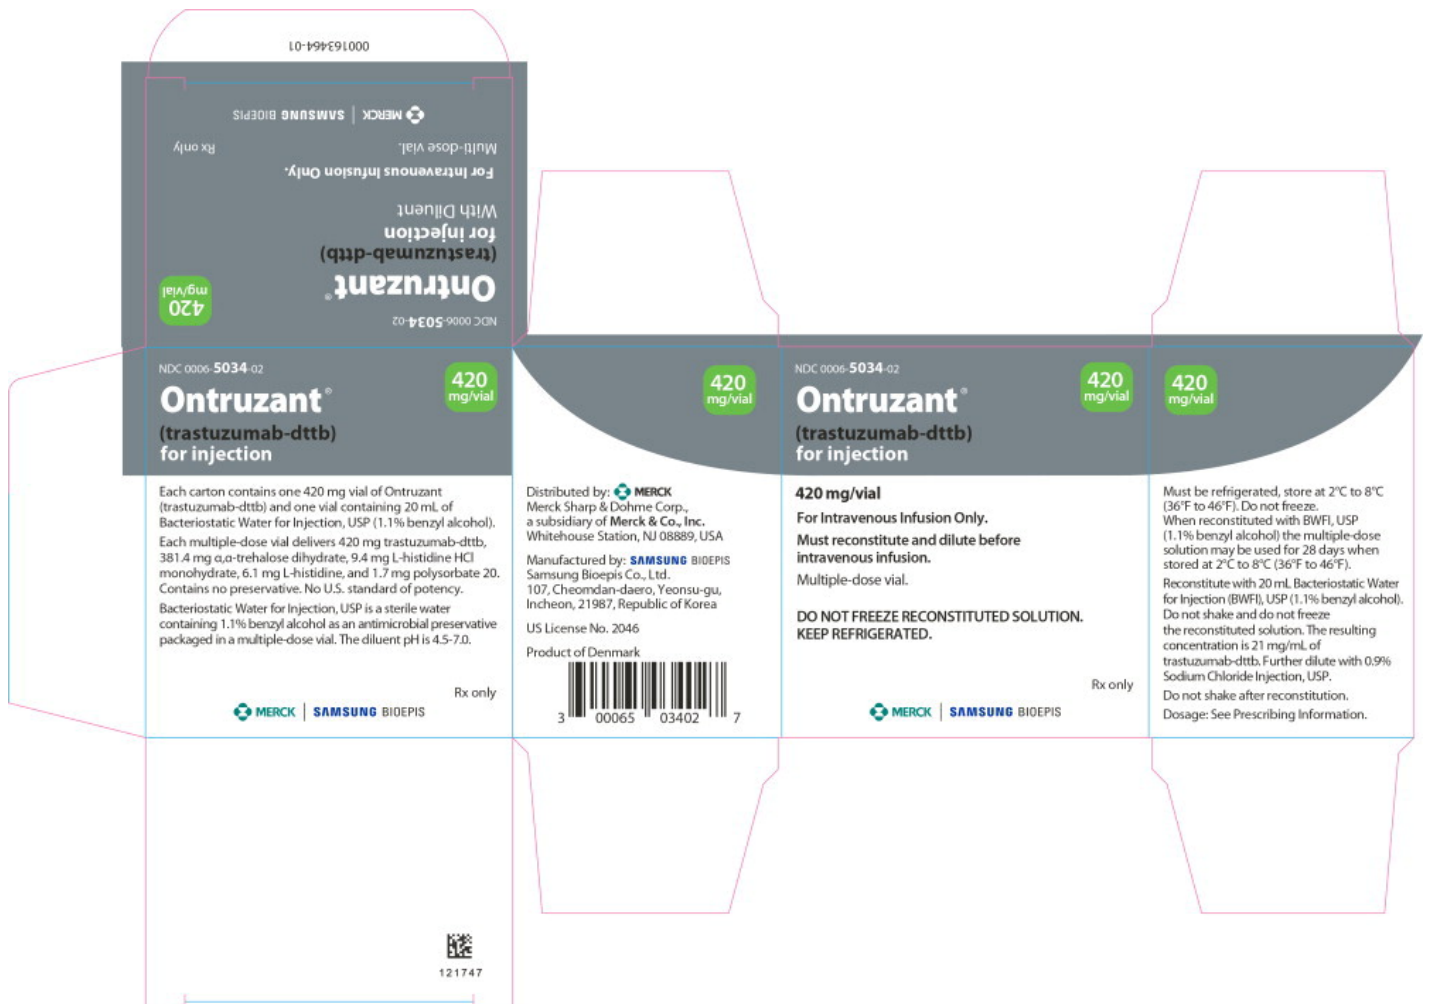 000163464-01
MERCK | SAMSUNG BIOEPIS
Multi-dose vial.
Rx only
For Intravenous Infusion Only.
With Diluent
for injection
(trastuzumab-dttb)
Ontruzant®
420
mg/vial
NDC 0006-5034-02
NDC 0006-5034-02
Ontruzant®
(trastuzumab-dttb)
for injection
420
mg/vial
Each carton contains one 420 mg vial of Ontruzant
(trastuzumab-dttb) and one vial containing 20 mL of
Bacteriostatic Water for Injection, USP (1.1% benzyl alcohol).
Each multiple-dose vial delivers 420 mg trastuzumab-dttb,
381.4 mg α,α-trehalose dihydrate, 9.4 mg L-histidine HCl
monohydrate, 6.1 mg L-histidine, and 1.7 mg polysorbate 20.
Contains no preservative. No U.S. standard of potency.
Bacteriostatic Water for Injection, USP is a sterile water
containing 1.1% benzyl alcohol as an antimicrobial preservative
packaged in a multiple-dose vial. The diluent pH is 4.5-7.0.
Rx only
MERCK | SAMSUNG BIOEPIS
420
mg/vial
Distributed by: MERCK
Merck Sharp & Dohme Corp.,
a subsidiary of Merck & Co., Inc.
Whitehouse Station, NJ 08889, USA
Manufactured by: SAMSUNG BIOEPIS
Samsung Bioepis Co., Ltd.
107, Cheomdan-daero, Yeonsu-gu,
Incheon, 21987, Republic of Korea
US License No. 2046
Product of Denmark
3 00065 03402 7
NDC 0006-5034-02
Ontruzant®
(trastuzumab-dttb)
for injection
420
mg/vial
420 mg/vial
For Intravenous Infusion Only.
Must reconstitute and dilute before
intravenous infusion.
Multiple-dose vial.
DO NOT FREEZE RECONSTITUTED SOLUTION.
KEEP REFRIGERATED.
Rx only
MERCK | SAMSUNG BIOEPIS
420
mg/vial
Must be refrigerated, store at 2°C to 8°C
(36°F to 46°F). Do not freeze.
When reconstituted with BWFI, USP
(1.1% benzyl alcohol) the multiple-dose
solution may be used for 28 days when
stored at 2°C to 8°C (36°F to 46°F).
Reconstitute with 20 mL Bacteriostatic Water
for Injection (BWFI), USP (1.1% benzyl alcohol).
Do not shake and do not freeze
the reconstituted solution. The resulting
concentration is 21 mg/mL of
trastuzumab-dttb. Further dilute with 0.9%
Sodium Chloride Injection, USP.
Do not shake after reconstitution.
Dosage: See Prescribing Information.
121747